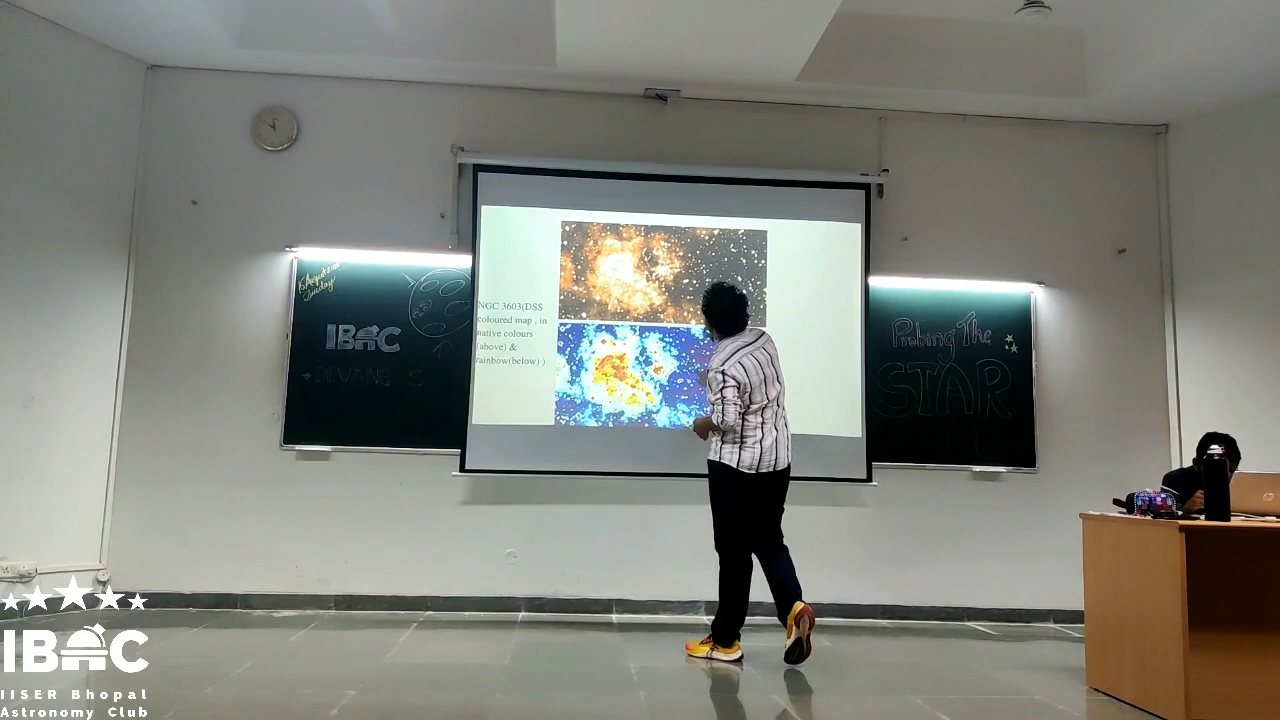 IBAC
NGC 3603(DSS
coloured map , in
native colours
(above) &
rainbow(below) )
Probing The
STAR
IBAC
IISER Bhopal
Astronomy Club